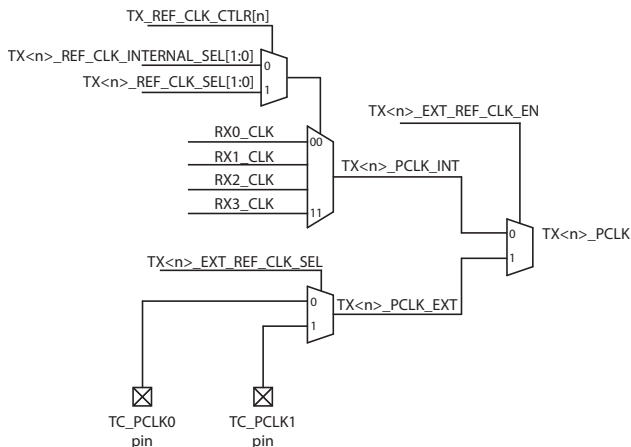 TX_REF_CLK_CTLR[n]
TX<n>_REF_CLK_INTERNAL_SEL[1:0]
0
TX<n>_REF_CLK_SEL[1:0]
1
TX<n>_EXT_REF_CLK_EN
RX0_CLK
00
RX1_CLK
TX<n>_PCLK_INT
RX2_CLK
RX3_CLK
11
0
TX<n>_PCLK
1
TX<n>_EXT_REF_CLK_SEL
0
TX<n>_PCLK_EXT
1
TC_PCLK0
pin
TC_PCLK1
pin